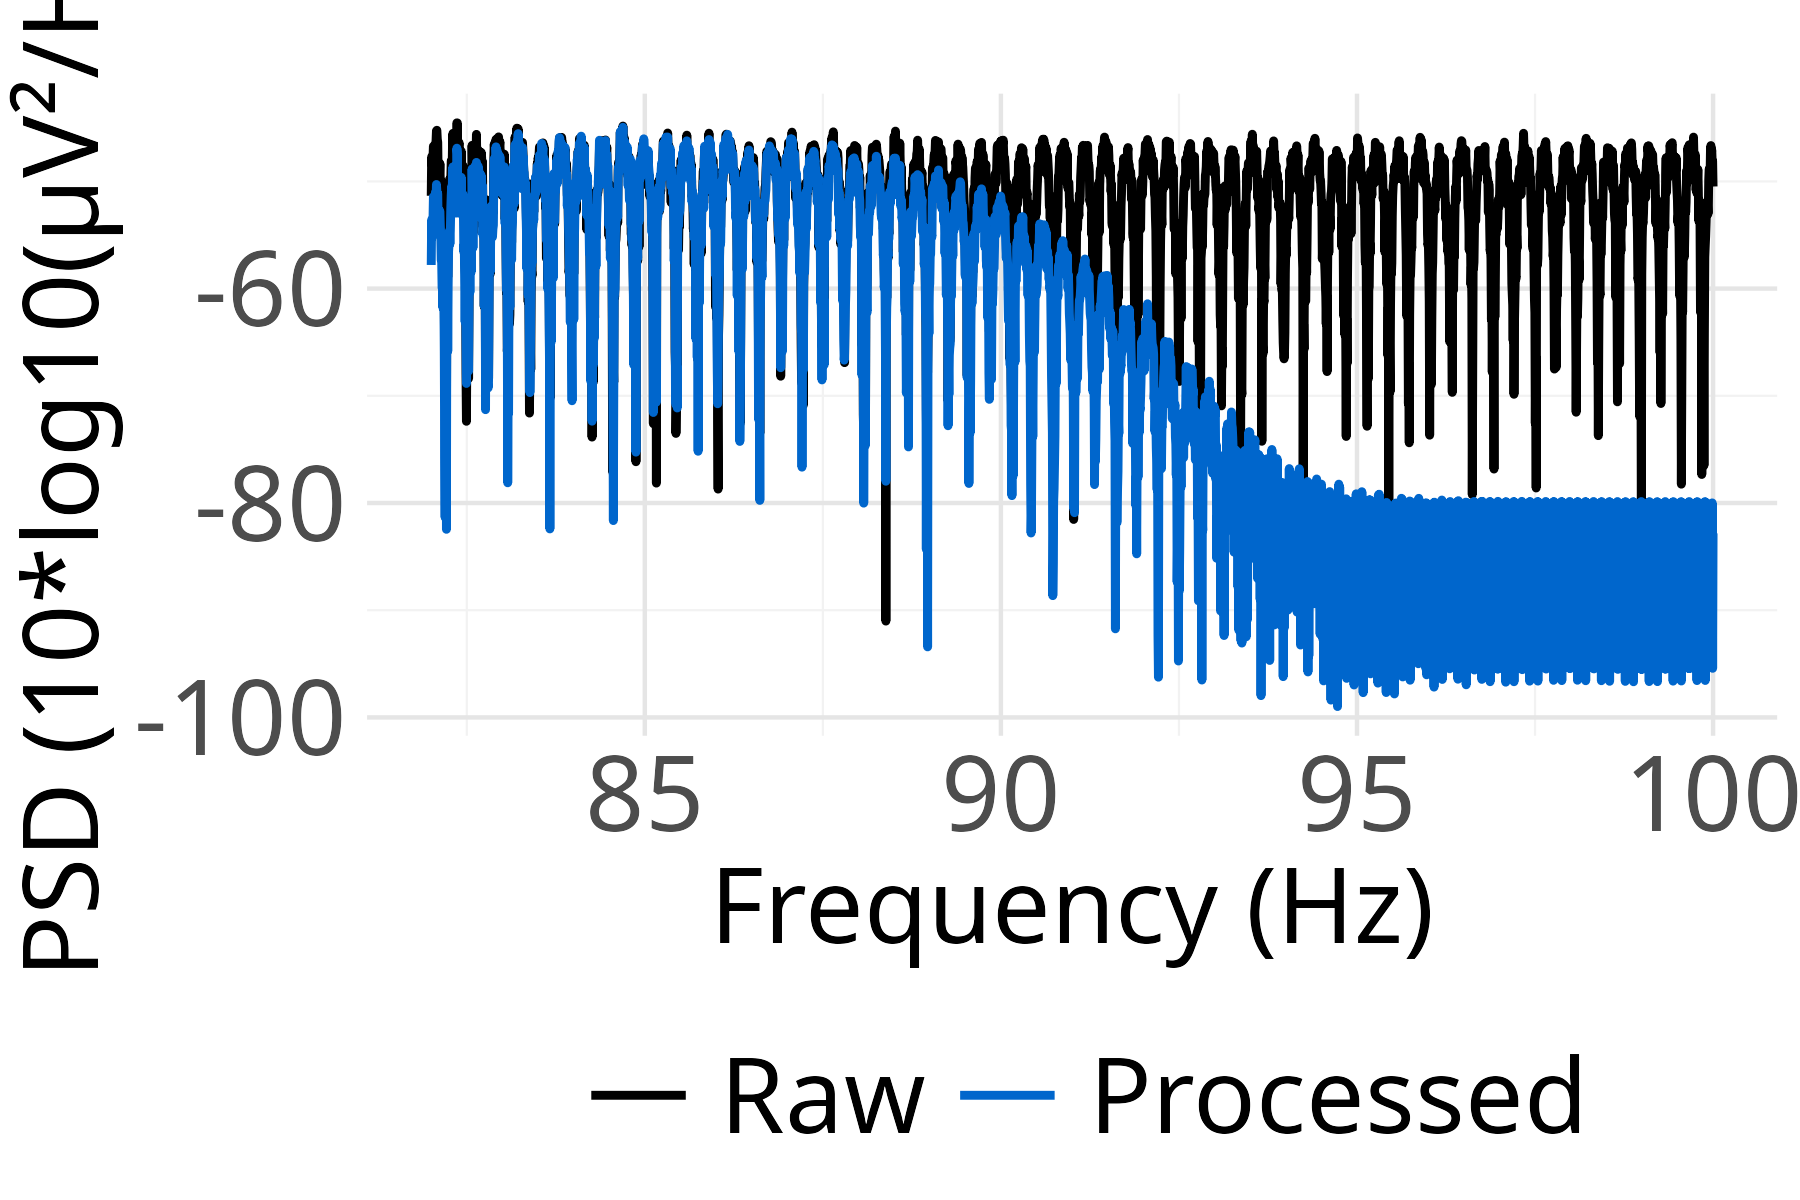 PSD (10*log10(µV²/H
-60
-80
-100
85 90 95 100
Frequency (Hz)
Raw Processed